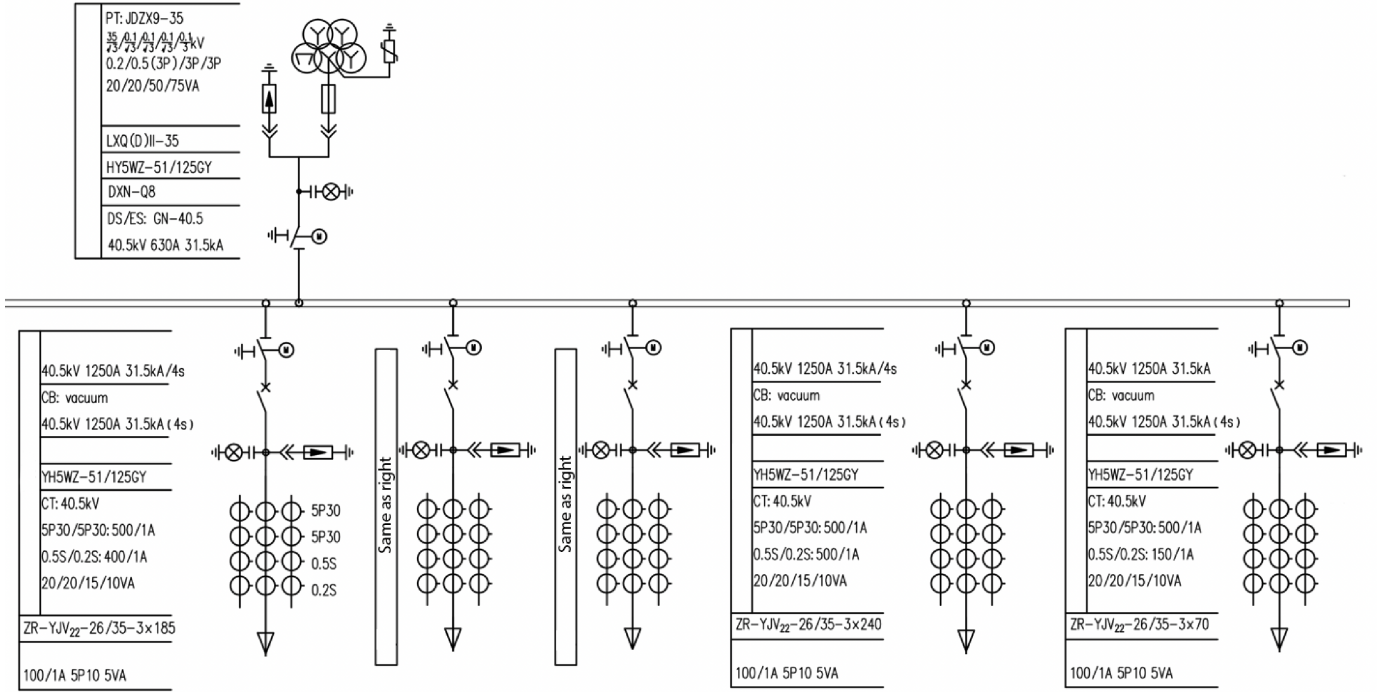 PT: JDZX9-35
35/√3/0.1/√3/0.1/√3/0.1/√3/0.1/3kV
0.2/0.5(3P)/3P/3P
20/20/50/75VA
LXQ(D)II-35
HY5WZ-51/125GY
DXN-Q8
DS/ES: GN-40.5
40.5kV 630A 31.5kA
M
M
M
M
M
M
40.5kV 1250A 31.5kA/4s
CB: vacuum
40.5kV 1250A 31.5kA(4s)
YH5WZ-51/125GY
CT: 40.5kV
5P30/5P30: 500/1A
0.5S/0.2S: 400/1A
20/20/15/10VA
ZR-YJV22-26/35-3×185
100/1A 5P10 5VA
5P30
5P30
0.5S
0.2S
Same as right
Same as right
40.5kV 1250A 31.5kA/4s
CB: vacuum
40.5kV 1250A 31.5kA(4s)
YH5WZ-51/125GY
CT: 40.5kV
5P30/5P30: 500/1A
0.5S/0.2S: 500/1A
20/20/15/10VA
ZR-YJV22-26/35-3×240
100/1A 5P10 5VA
40.5kV 1250A 31.5kA
CB: vacuum
40.5kV 1250A 31.5kA(4s)
YH5WZ-51/125GY
CT: 40.5kV
5P30/5P30: 500/1A
0.5S/0.2S: 150/1A
20/20/15/10VA
ZR-YJV22-26/35-3×70
100/1A 5P10 5VA